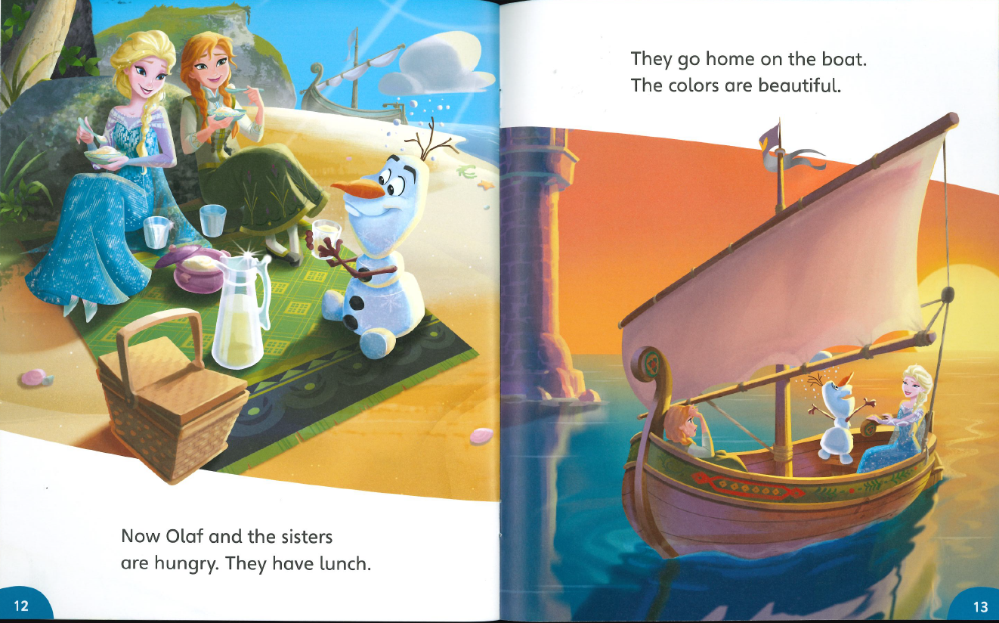 Now Olaf and the sisters
are hungry. They have lunch.
12
They go home on the boat.
The colors are beautiful.
13